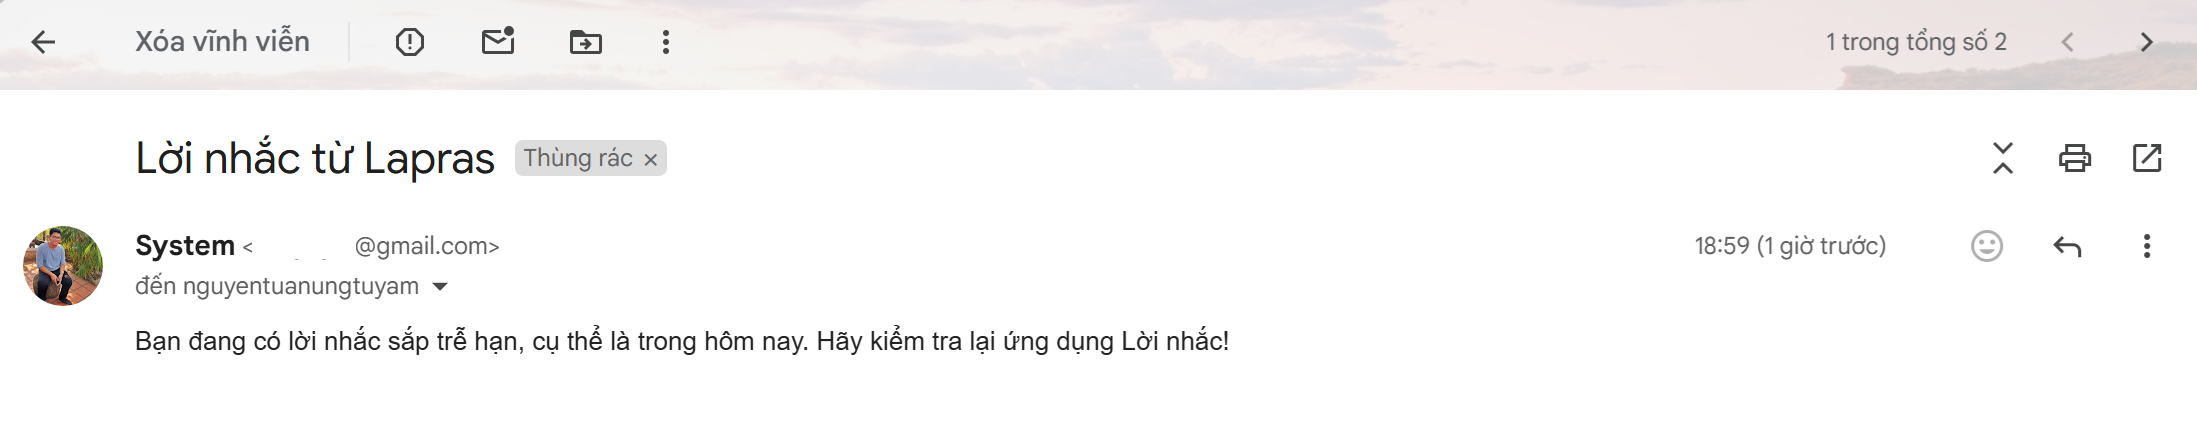 Xóa vĩnh viễn
1 trong tổng số 2
Lời nhắc từ Lapras Thùng rác ×
System < @gmail.com> 18:59 (1 giờ trước)
đến nguyentuanungtuyam
Bạn đang có lời nhắc sắp trễ hạn, cụ thể là trong hôm nay. Hãy kiểm tra lại ứng dụng Lời nhắc!